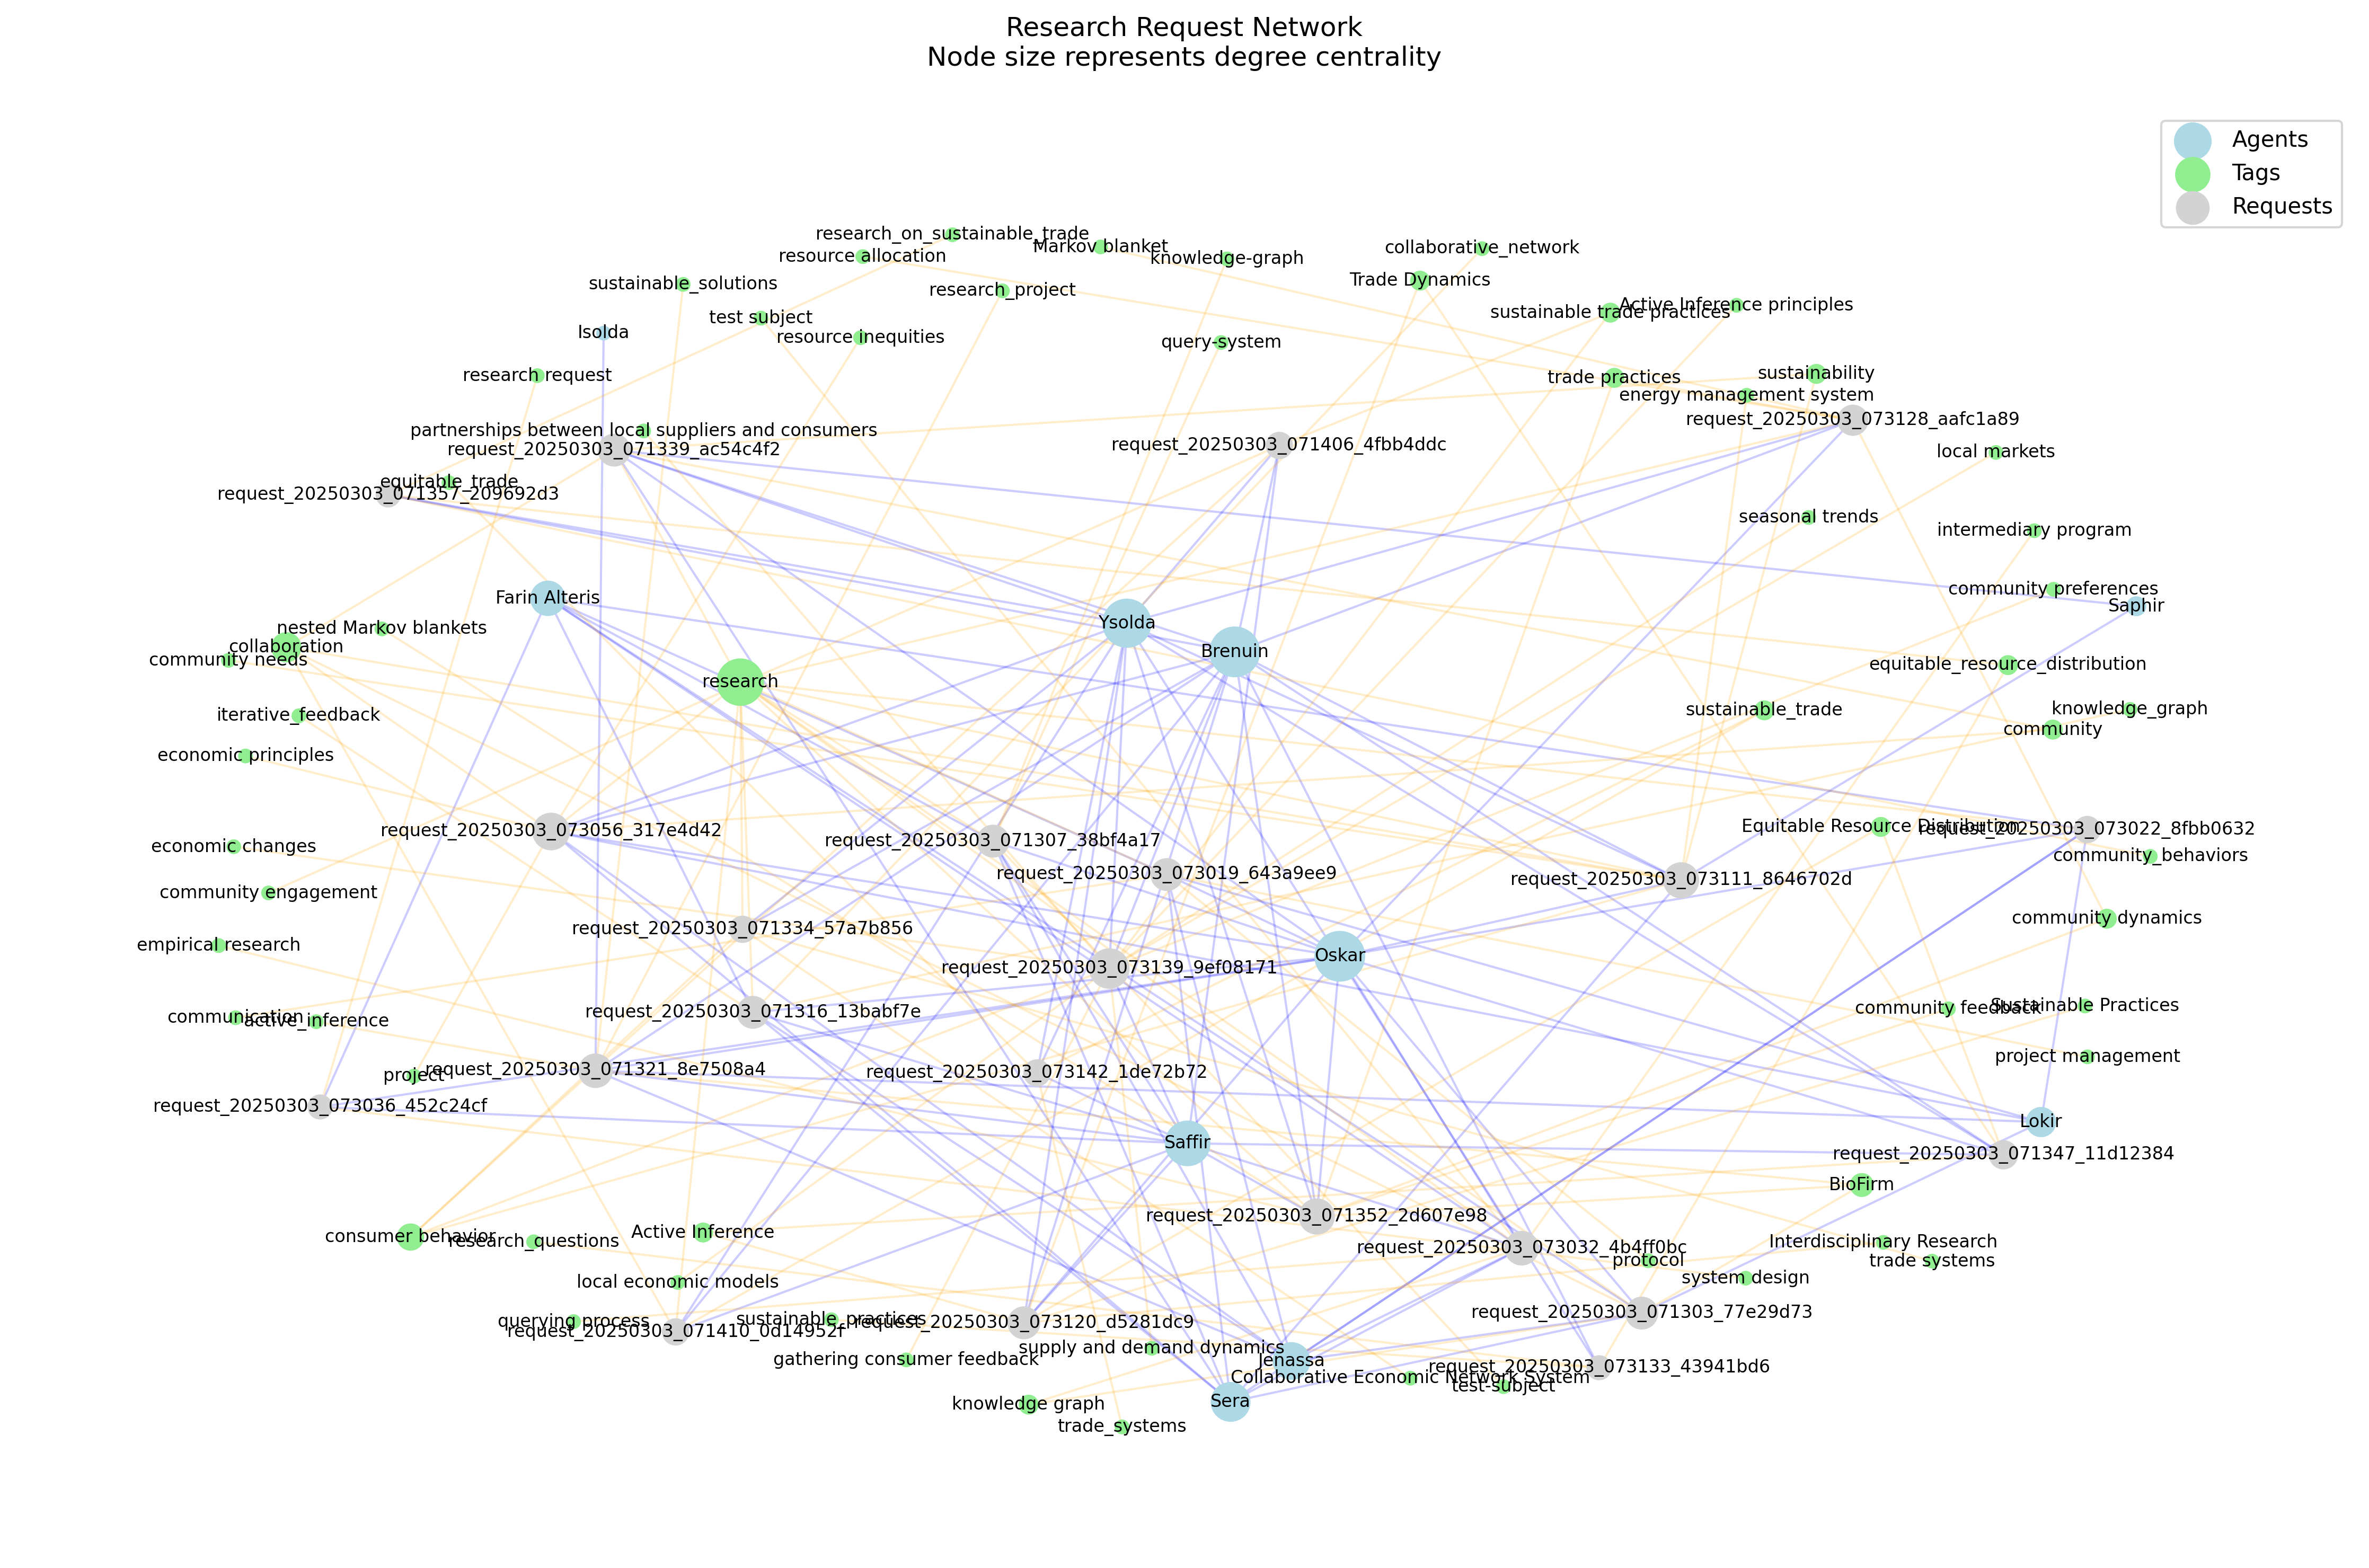 Research Request Network
Node size represents degree centrality
Agents
Tags
Requests
research_on_sustainable_trade
Markov blanket
collaborative_network
resource allocation
knowledge-graph
sustainable_solutions
research_project
Trade Dynamics
test subject
sustainable trade practices
Active Inference principles
Isolda
resource inequities
query-system
research request
trade practices
sustainability
energy management system
partnerships between local suppliers and consumers
request_20250303_071339_ac54c4f2
request_20250303_071406_4fbb4ddc
request_20250303_073128_aafc1a89
local markets
equitable_trade
request_20250303_071357_209692d3
seasonal trends
intermediary program
Farin Alteris
community preferences
Saphir
Ysolda
nested Markov blankets
collaboration
Brenuin
community needs
equitable_resource_distribution
research
iterative_feedback
sustainable_trade
knowledge_graph
community
economic principles
request_20250303_073056_317e4d42
request_20250303_071307_38bf4a17
Equitable Resource Distribution
request_20250303_073022_8fbb0632
economic changes
community_behaviors
request_20250303_073019_643a9ee9
request_20250303_073111_8646702d
community engagement
request_20250303_071334_57a7b856
community dynamics
empirical research
Oskar
request_20250303_073139_9ef08171
communication
active_inference
request_20250303_071316_13babf7e
community feedback
Sustainable Practices
project management
project
request_20250303_071321_8e7508a4
request_20250303_073142_1de72b72
request_20250303_073036_452c24cf
Lokir
Saffir
request_20250303_071347_11d12384
BioFirm
request_20250303_071352_2d607e98
consumer behavior
research_questions
Active Inference
request_20250303_073032_4b4ff0bc
Interdisciplinary Research
protocol
trade systems
local economic models
system design
querying process
sustainable_practices
request_20250303_073120_d5281dc9
request_20250303_071303_77e29d73
request_20250303_071410_0d14952f
supply and demand dynamics
gathering consumer feedback
Jenassa
request_20250303_073133_43941bd6
Collaborative Economic Network System
test-subject
knowledge graph
Sera
trade_systems